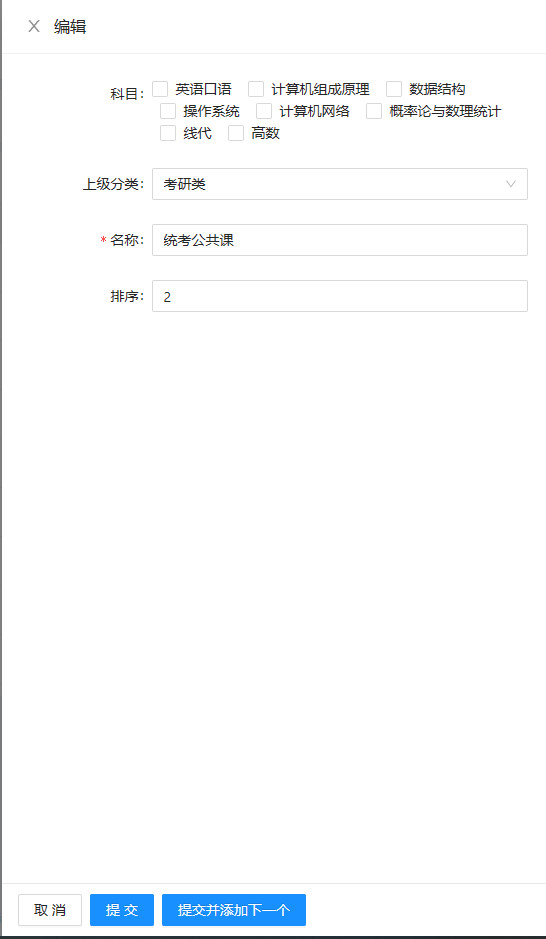 编辑
科目: 英语口语 计算机组成原理 数据结构
操作系统 计算机网络 概率论与数理统计
线代 高数
上级分类: 考研类
* 名称: 统考公共课
排序: 2
取 消 提 交 提交并添加下一个